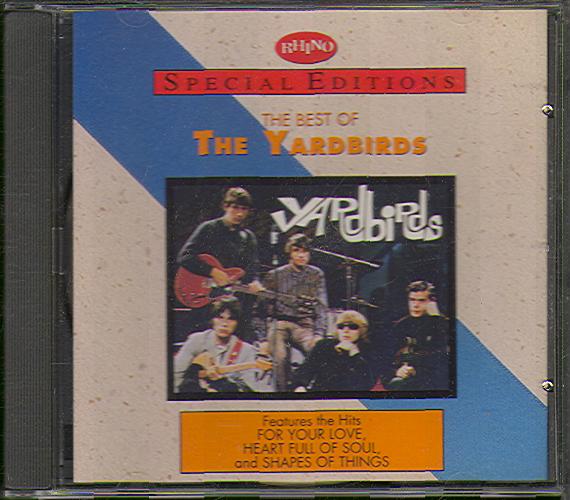 RHINO
SPECIAL EDITIONS
THE BEST OF
THE YARDBIRDS
YARDBIRDS
Features the Hits
FOR YOUR LOVE,
HEART FULL OF SOUL,
and SHAPES OF THINGS